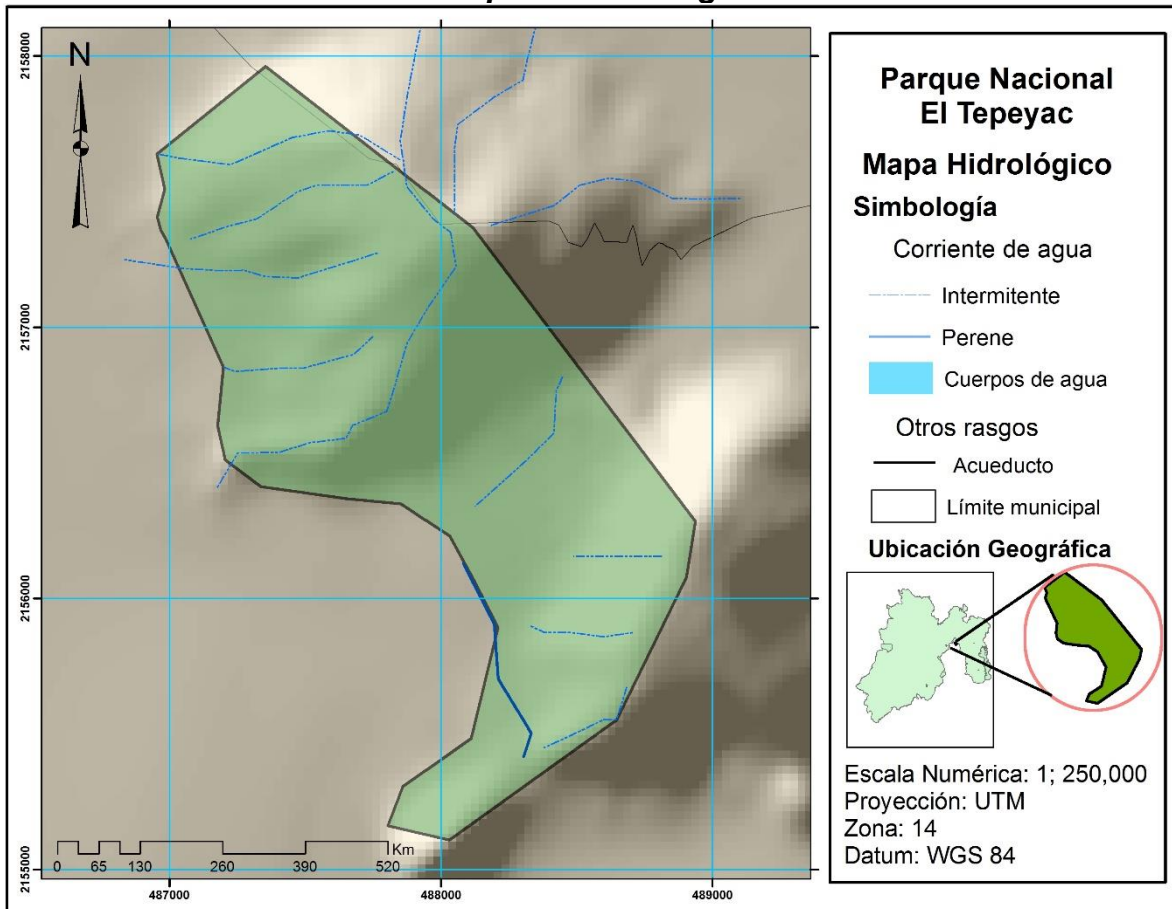 N
2158000
2157000
2156000
2155000
487000
488000
489000
0 65 130 260 390 520
Km
Parque Nacional
El Tepeyac
Mapa Hidrológico
Simbología
Corriente de agua
Intermitente
Perene
Cuerpos de agua
Otros rasgos
Acueducto
Límite municipal
Ubicación Geográfica
Escala Numérica: 1; 250,000
Proyección: UTM
Zona: 14
Datum: WGS 84